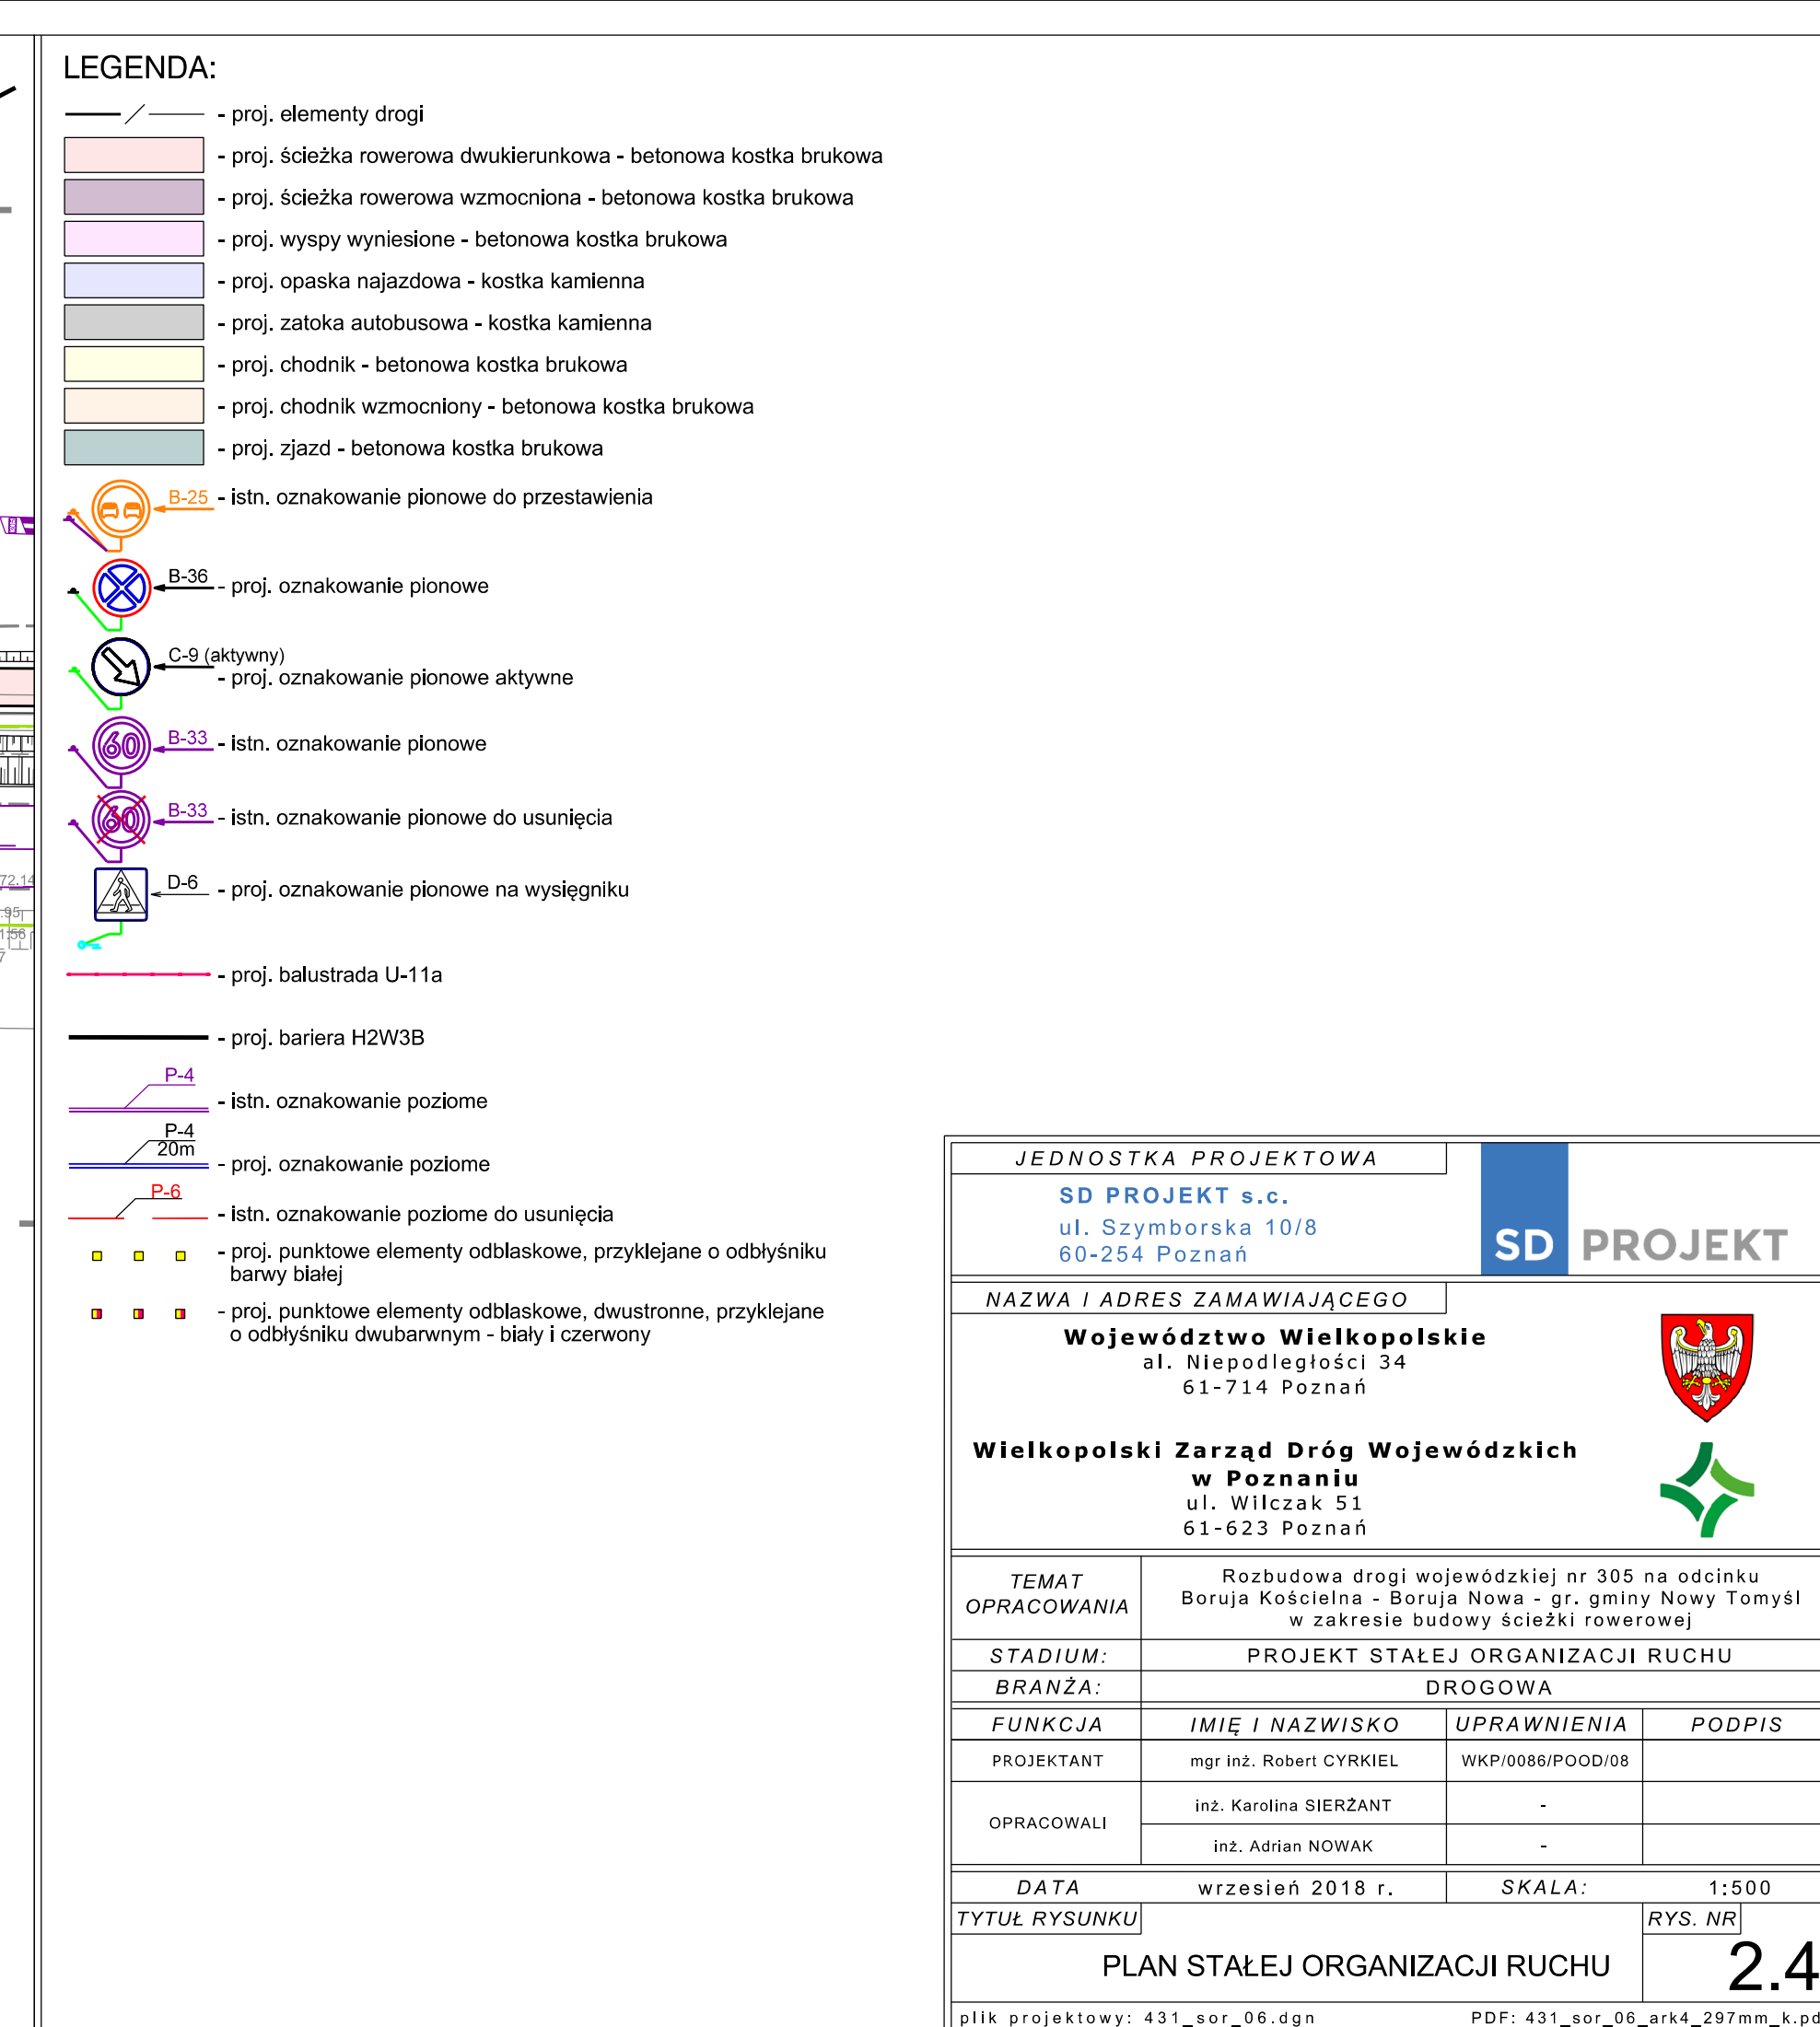 LEGENDA:
- proj. elementy drogi
- proj. ścieżka rowerowa dwukierunkowa - betonowa kostka brukowa
- proj. ścieżka rowerowa wzmocniona - betonowa kostka brukowa
- proj. wyspy wyniesione - betonowa kostka brukowa
- proj. opaska najazdowa - kostka kamienna
- proj. zatoka autobusowa - kostka kamienna
- proj. chodnik - betonowa kostka brukowa
- proj. chodnik wzmocniony - betonowa kostka brukowa
- proj. zjazd - betonowa kostka brukowa
B-25 - istn. oznakowanie pionowe do przestawienia
B-36 - proj. oznakowanie pionowe
C-9 (aktywny)
- proj. oznakowanie pionowe aktywne
60 B-33 - istn. oznakowanie pionowe
60 B-33 - istn. oznakowanie pionowe do usunięcia
D-6 - proj. oznakowanie pionowe na wysięgniku
- proj. balustrada U-11a
- proj. bariera H2W3B
P-4
- istn. oznakowanie poziome
P-4
20m
- proj. oznakowanie poziome
P-6
- istn. oznakowanie poziome do usunięcia
- proj. punktowe elementy odblaskowe, przyklejane o odbłyśniku
barwy białej
- proj. punktowe elementy odblaskowe, dwustronne, przyklejane
o odbłyśniku dwubarwnym - biały i czerwony
72.14
.95
1.56
7
JEDNOSTKA PROJEKTOWA
SD PROJEKT s.c.
ul. Szymborska 10/8
60-254 Poznań
SD PROJEKT
NAZWA I ADRES ZAMAWIAJĄCEGO
Województwo Wielkopolskie
al. Niepodległości 34
61-714 Poznań
Wielkopolski Zarząd Dróg Wojewódzkich
w Poznaniu
ul. Wilczak 51
61-623 Poznań
TEMAT
OPRACOWANIA
Rozbudowa drogi wojewódzkiej nr 305 na odcinku
Boruja Kościelna - Boruja Nowa - gr. gminy Nowy Tomyśl
w zakresie budowy ścieżki rowerowej
STADIUM: PROJEKT STAŁEJ ORGANIZACJI RUCHU
BRANŻA: DROGOWA
FUNKCJA IMIĘ I NAZWISKO UPRAWNIENIA PODPIS
PROJEKTANT mgr inż. Robert CYRKIEL WKP/0086/POOD/08
OPRACOWALI
inż. Karolina SIERŻANT -
inż. Adrian NOWAK -
DATA wrzesień 2018 r. SKALA: 1:500
TYTUŁ RYSUNKU RYS. NR
PLAN STAŁEJ ORGANIZACJI RUCHU 2.4
plik projektowy: 431_sor_06.dgn PDF: 431_sor_06_ark4_297mm_k.pd